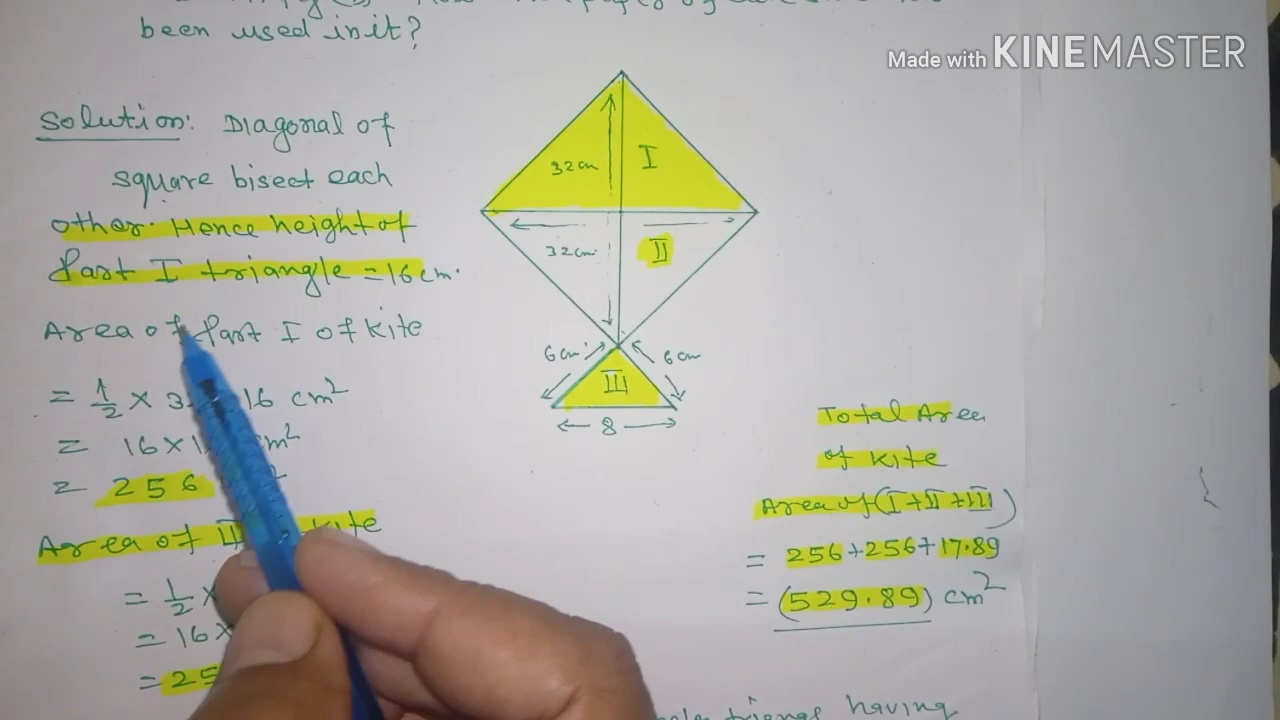 been used in it?
Made with KINEMASTER
Solution: Diagonal of
square bisect each
other. Hence height of
Part I triangle = 16 cm.
Area of Part I of kite
= 1/2 × 3 16 cm²
= 16 × 1 cm²
= 256
Area of II kite
= 1/2 ×
= 16 ×
= 25
32 cm
I
32 cm
II
6 cm
6 cm
III
8
Total Area
of kite
Area of (I + II + III)
= 256 + 256 + 17.89
= (529.89) cm²
having